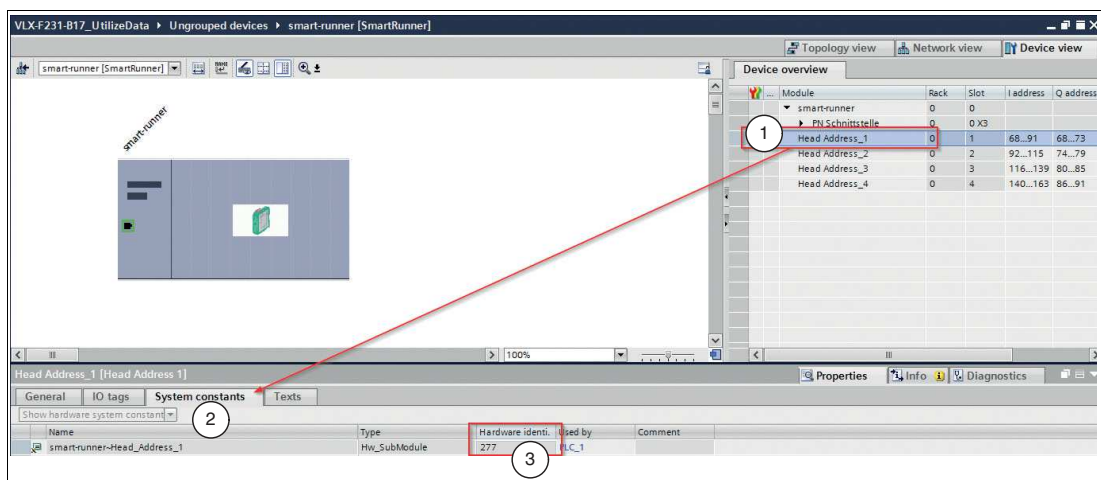 VLX-F231-B17_UtilizeData ▸ Ungrouped devices ▸ smart-runner [SmartRunner]
Topology view Network view Device view
smart-runner [SmartRunner]
Device overview
... Module Rack Slot I address Q address
smart-runner 0 0
PN Schnittstelle 0 0 X3
1
Head Address_1 0 1 68...91 68...73
Head Address_2 0 2 92...115 74...79
Head Address_3 0 3 116...139 80...85
Head Address_4 0 4 140...163 86...91
smart-runner
100%
Head Address_1 [Head Address 1]
Properties Info Diagnostics
General IO tags System constants Texts
Show hardware system constant
2
Name Type Hardware identi. Used by Comment
smart-runner~Head_Address_1 Hw_SubModule 277 PLC_1
3